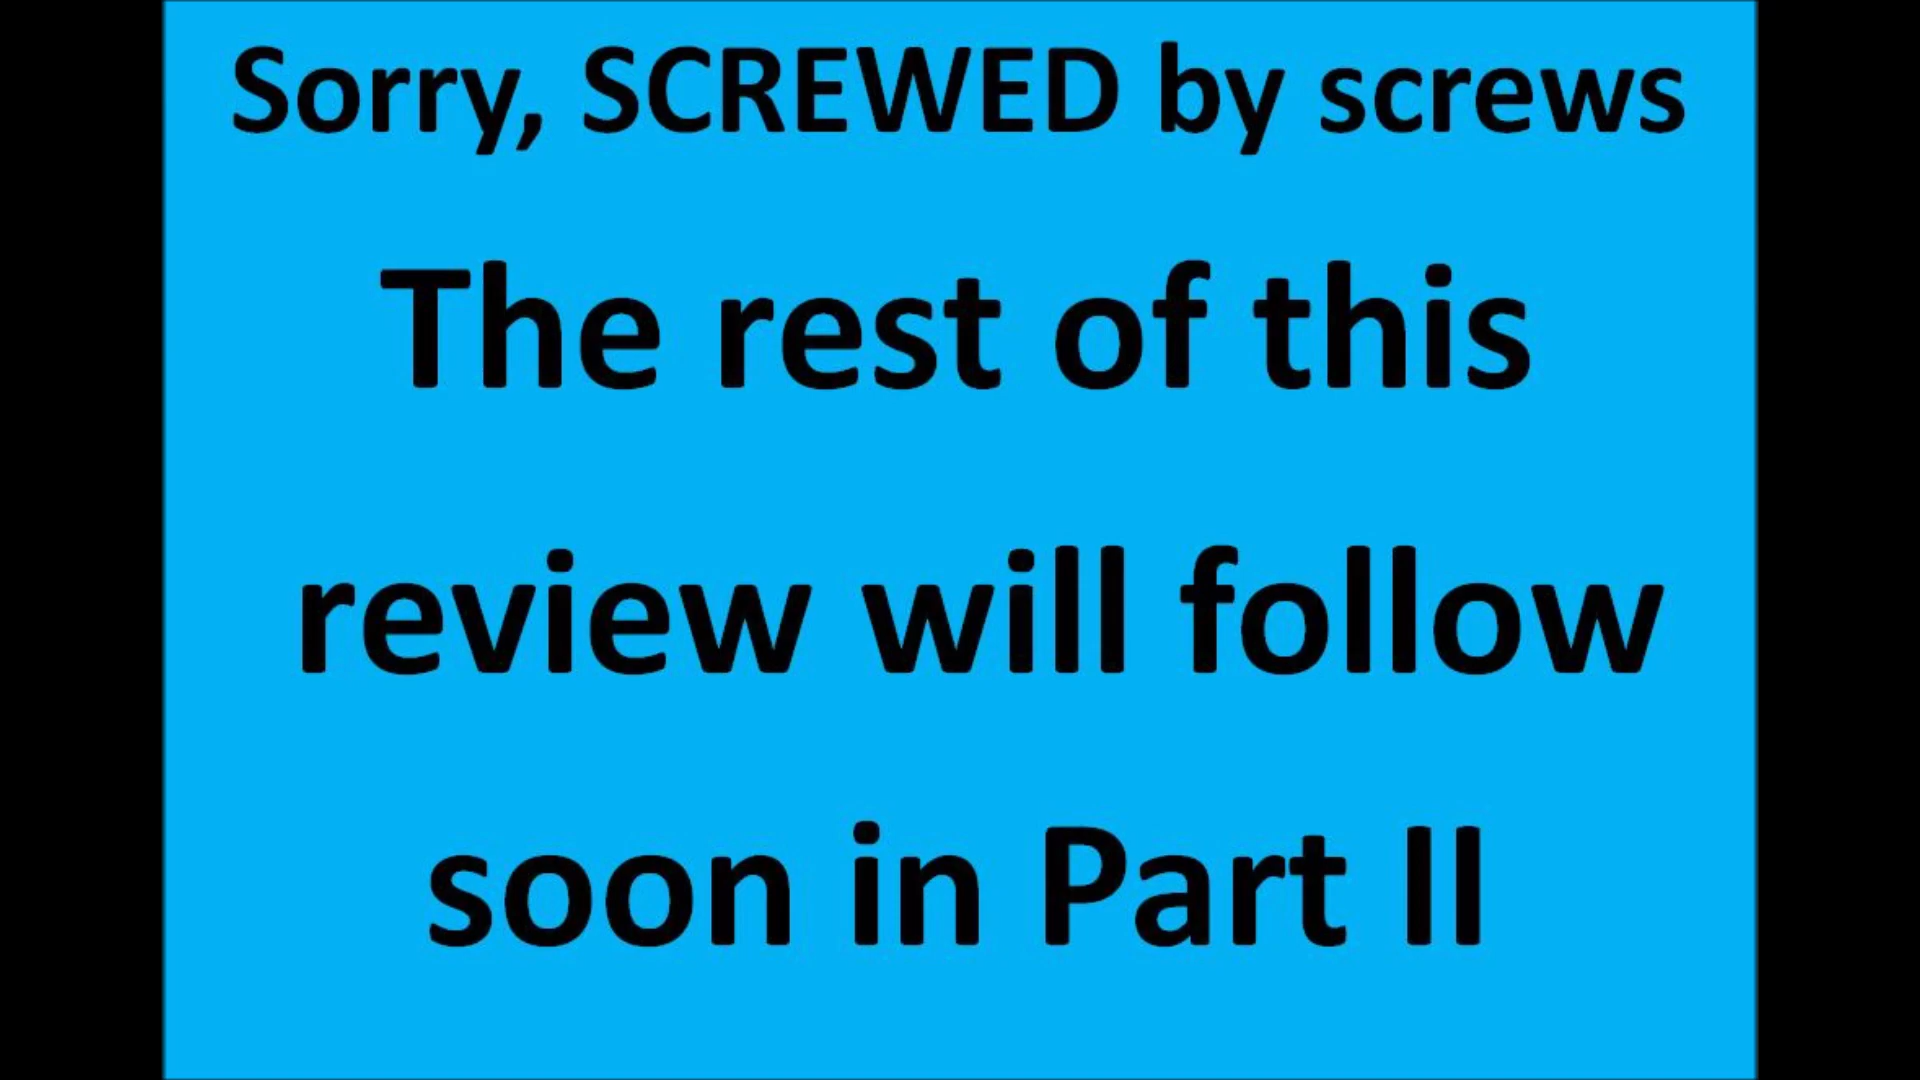 Sorry, SCREWED by screws
The rest of this
review will follow
soon in Part II